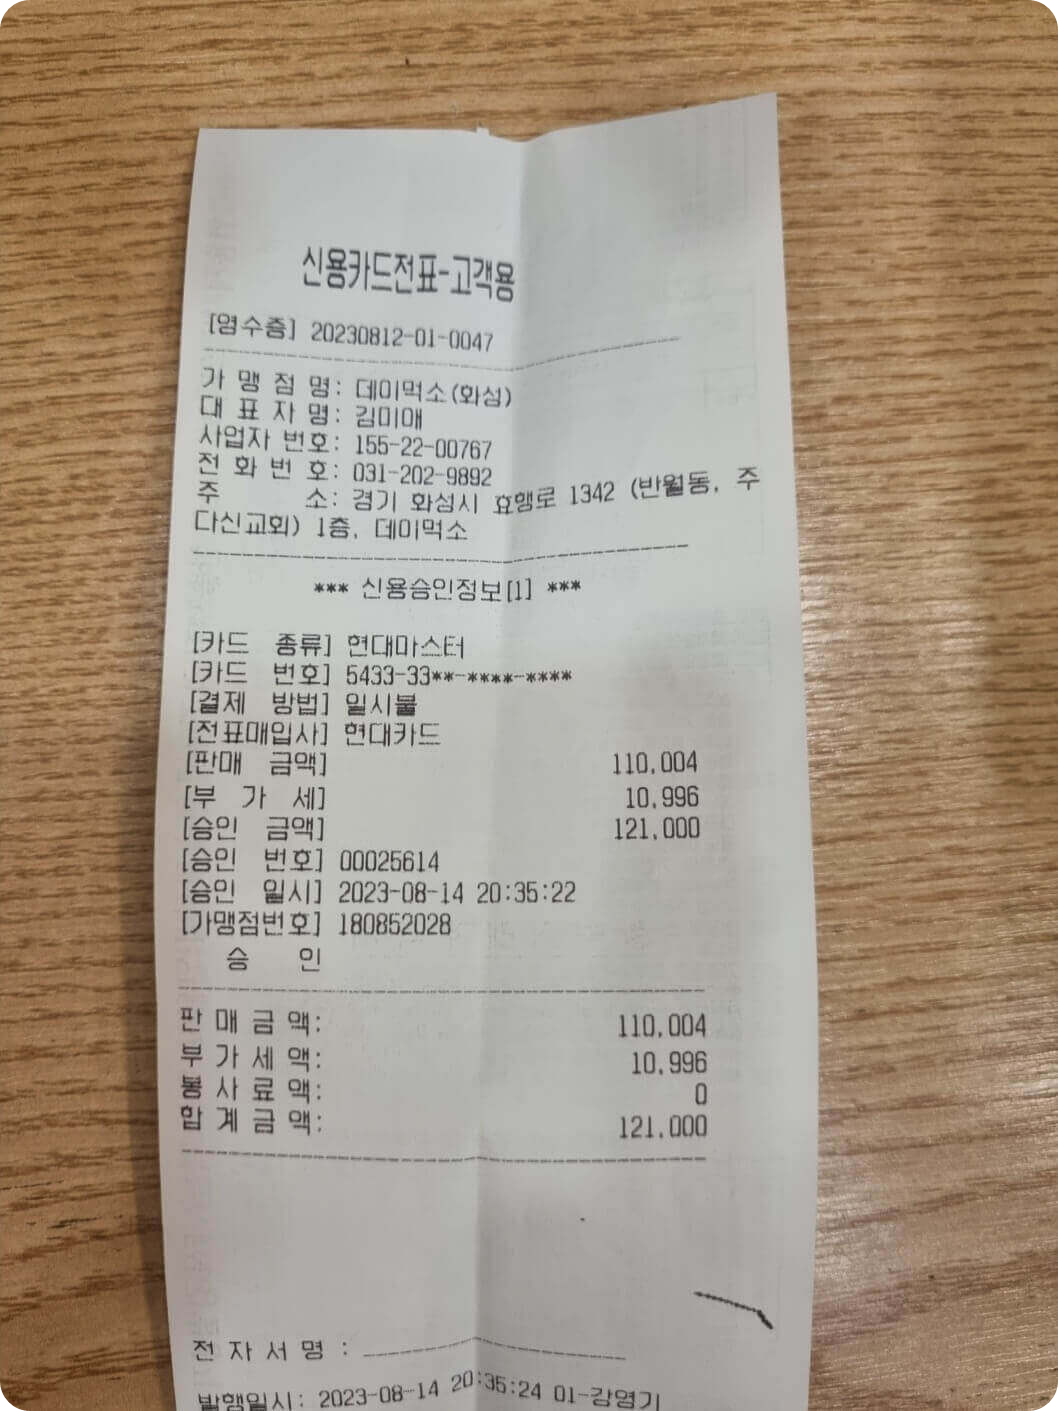 신용카드전표-고객용
[영수증] 20230812-01-0047
가 맹 점 명: 데이먹소(화성)
대 표 자 명: 김미애
사업자 번호: 155-22-00767
전 화 번 호: 031-202-9892
주 소: 경기 화성시 효행로 1342 (반월동, 주
다신교회) 1층, 데이먹소
*** 신용승인정보[1] ***
[카드 종류] 현대마스터
[카드 번호] 5433-33**-****-****
[결제 방법] 일시불
[전표매입사] 현대카드
[판매 금액] 110,004
[부 가 세] 10,996
[승인 금액] 121,000
[승인 번호] 00025614
[승인 일시] 2023-08-14 20:35:22
[가맹점번호] 180852028
승 인
판 매 금 액: 110,004
부 가 세 액: 10,996
봉 사 료 액: 0
합 계 금 액: 121,000
전 자 서 명 :
발행일시: 2023-08-14 20:35:24 01-강영기